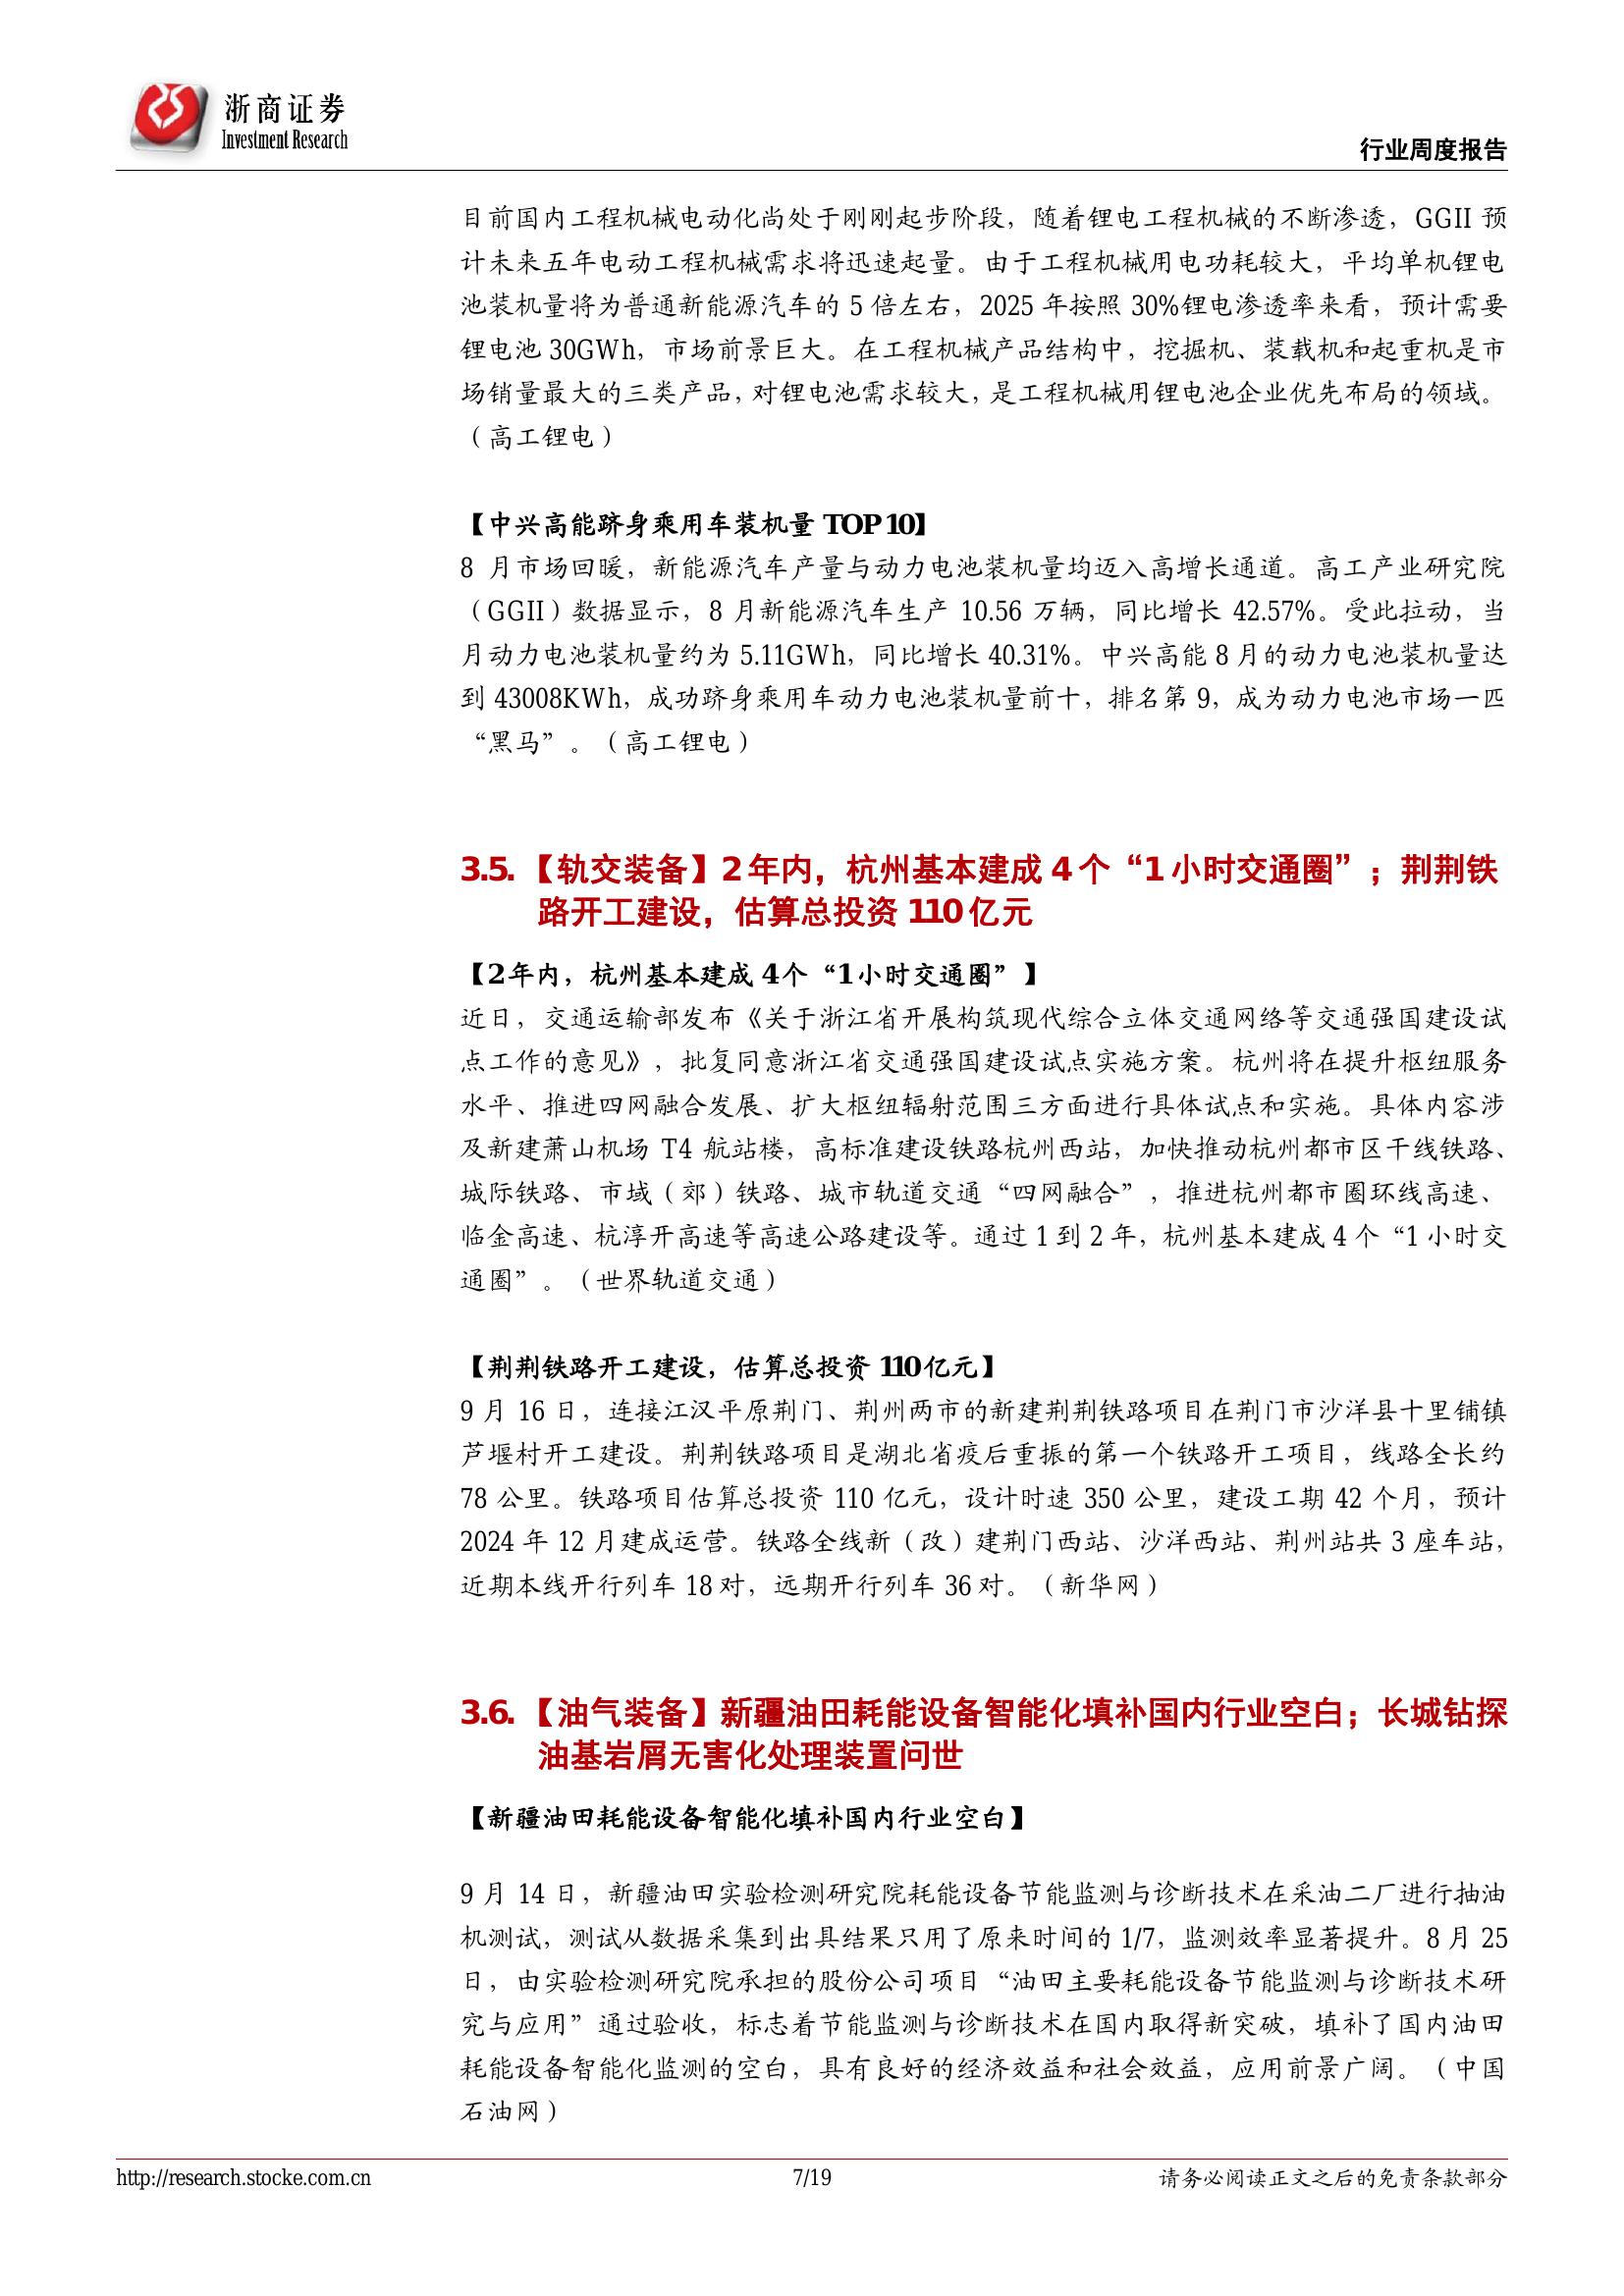 浙商证券
Investment Research
行业周度报告
目前国内工程机械电动化尚处于刚刚起步阶段，随着锂电工程机械的不断渗透，GGII 预
计未来五年电动工程机械需求将迅速起量。由于工程机械用电功耗较大，平均单机锂电
池装机量将为普通新能源汽车的 5 倍左右，2025 年按照 30%锂电渗透率来看，预计需要
锂电池 30GWh，市场前景巨大。在工程机械产品结构中，挖掘机、装载机和起重机是市
场销量最大的三类产品，对锂电池需求较大，是工程机械用锂电池企业优先布局的领域。
（高工锂电）
【中兴高能跻身乘用车装机量 TOP10】
8 月市场回暖，新能源汽车产量与动力电池装机量均迈入高增长通道。高工产业研究院
（GGII）数据显示，8 月新能源汽车生产 10.56 万辆，同比增长 42.57%。受此拉动，当
月动力电池装机量约为 5.11GWh，同比增长 40.31%。中兴高能 8 月的动力电池装机量达
到 43008KWh，成功跻身乘用车动力电池装机量前十，排名第 9，成为动力电池市场一匹
“黑马”。（高工锂电）
3.5. 【轨交装备】2 年内，杭州基本建成 4 个“1 小时交通圈”；荆荆铁
路开工建设，估算总投资 110 亿元
【2年内，杭州基本建成 4个“1小时交通圈”】
近日，交通运输部发布《关于浙江省开展构筑现代综合立体交通网络等交通强国建设试
点工作的意见》，批复同意浙江省交通强国建设试点实施方案。杭州将在提升枢纽服务
水平、推进四网融合发展、扩大枢纽辐射范围三方面进行具体试点和实施。具体内容涉
及新建萧山机场 T4 航站楼，高标准建设铁路杭州西站，加快推动杭州都市区干线铁路、
城际铁路、市域（郊）铁路、城市轨道交通“四网融合”，推进杭州都市圈环线高速、
临金高速、杭淳开高速等高速公路建设等。通过 1 到 2 年，杭州基本建成 4 个“1 小时交
通圈”。（世界轨道交通）
【荆荆铁路开工建设，估算总投资 110亿元】
9 月 16 日，连接江汉平原荆门、荆州两市的新建荆荆铁路项目在荆门市沙洋县十里铺镇
芦堰村开工建设。荆荆铁路项目是湖北省疫后重振的第一个铁路开工项目，线路全长约
78 公里。铁路项目估算总投资 110 亿元，设计时速 350 公里，建设工期 42 个月，预计
2024 年 12 月建成运营。铁路全线新（改）建荆门西站、沙洋西站、荆州站共 3 座车站，
近期本线开行列车 18 对，远期开行列车 36 对。（新华网）
3.6. 【油气装备】新疆油田耗能设备智能化填补国内行业空白；长城钻探
油基岩屑无害化处理装置问世
【新疆油田耗能设备智能化填补国内行业空白】
9 月 14 日，新疆油田实验检测研究院耗能设备节能监测与诊断技术在采油二厂进行抽油
机测试，测试从数据采集到出具结果只用了原来时间的 1/7，监测效率显著提升。8 月 25
日，由实验检测研究院承担的股份公司项目“油田主要耗能设备节能监测与诊断技术研
究与应用”通过验收，标志着节能监测与诊断技术在国内取得新突破，填补了国内油田
耗能设备智能化监测的空白，具有良好的经济效益和社会效益，应用前景广阔。（中国
石油网）
http://research.stocke.com.cn
7/19
请务必阅读正文之后的免责条款部分